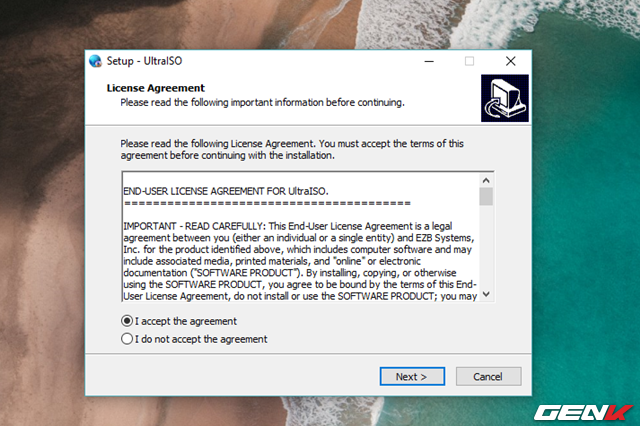 Setup - UltraISO
License Agreement
Please read the following important information before continuing.
Please read the following License Agreement. You must accept the terms of this
agreement before continuing with the installation.
END-USER LICENSE AGREEMENT FOR UltraISO.
========================================
IMPORTANT - READ CAREFULLY: This End-User License Agreement is a legal
agreement between you (either an individual or a single entity) and EZB Systems,
Inc. for the product identified above, which includes computer software and may
include associated media, printed materials, and "online" or electronic
documentation ("SOFTWARE PRODUCT"). By installing, copying, or otherwise
using the SOFTWARE PRODUCT, you agree to be bound by the terms of this End-
User License Agreement, do not install or use the SOFTWARE PRODUCT; you may
I accept the agreement
I do not accept the agreement
Next >
Cancel
GENK